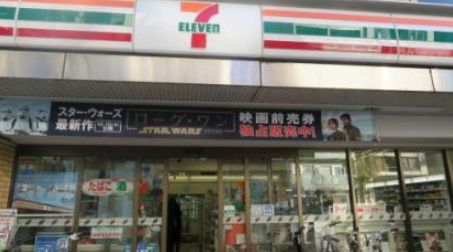 7
ELEVEN
スター・ウォーズ
最新作
ローグ・ワン
STAR WARS
映画前売券
独占販売中!
たばこ
酒